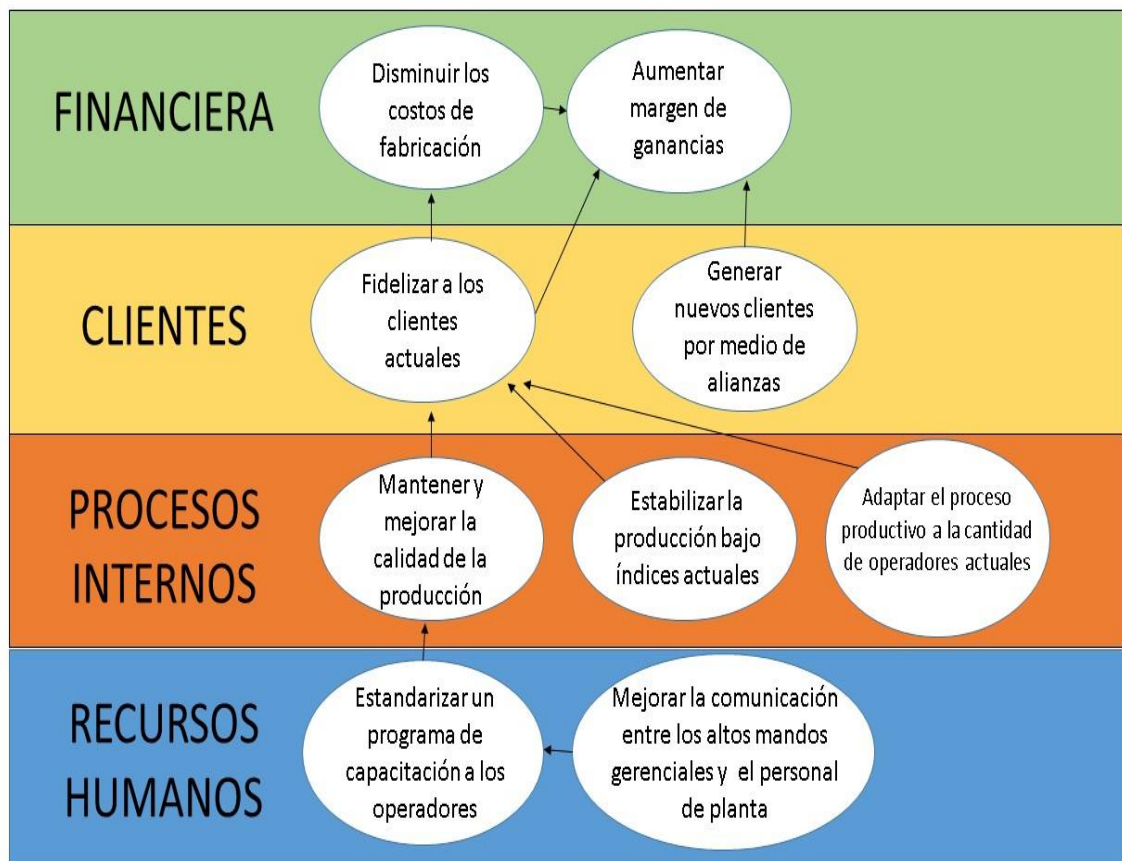 FINANCIERA
Disminuir los
costos de
fabricación
Aumentar
margen de
ganancias
CLIENTES
Fidelizar a los
clientes
actuales
Generar
nuevos clientes
por medio de
alianzas
PROCESOS
INTERNOS
Mantener y
mejorar la
calidad de la
producción
Estabilizar la
producción bajo
índices actuales
Adaptar el proceso
productivo a la cantidad
de operadores actuales
RECURSOS
HUMANOS
Estandarizar un
programa de
capacitación a los
operadores
Mejorar la comunicación
entre los altos mandos
gerenciales y el personal
de planta